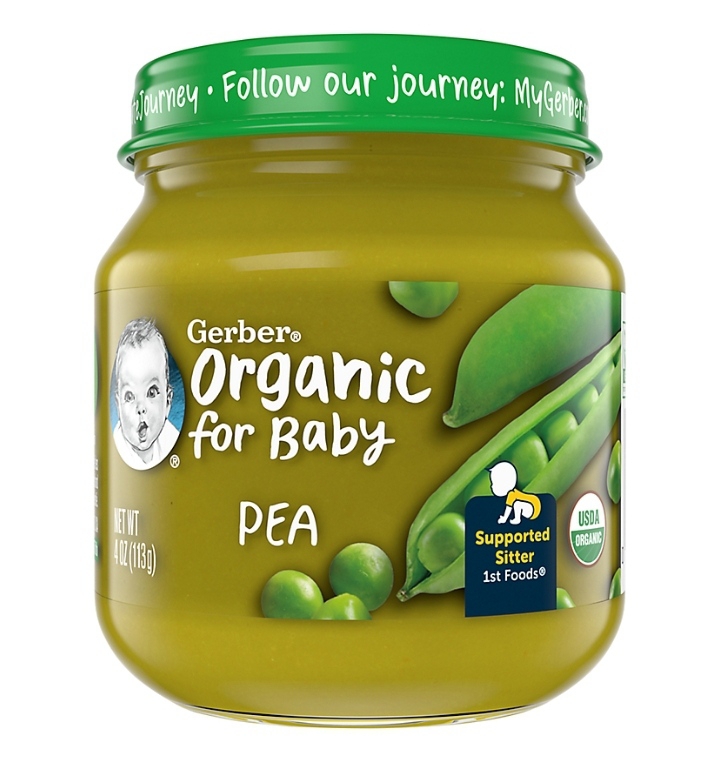 Journey • Follow our journey: MyGerber.
Gerber®
Organic
for Baby
®
PEA
NET WT
4 OZ (113g)
Supported
Sitter
1st Foods®
USDA
ORGANIC